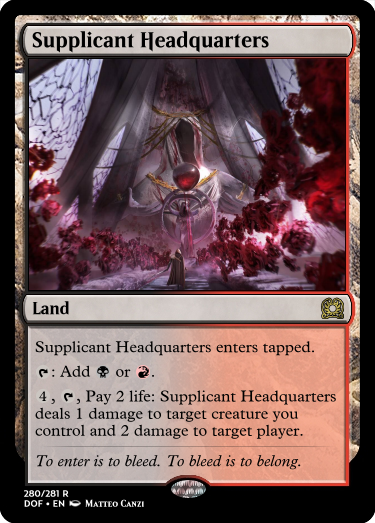 Supplicant Headquarters
Land
Supplicant Headquarters enters tapped.
: Add or .
4 , , Pay 2 life: Supplicant Headquarters
deals 1 damage to target creature you
control and 2 damage to target player.
To enter is to bleed. To bleed is to belong.
280/281 R
DOF • EN Matteo Canzi